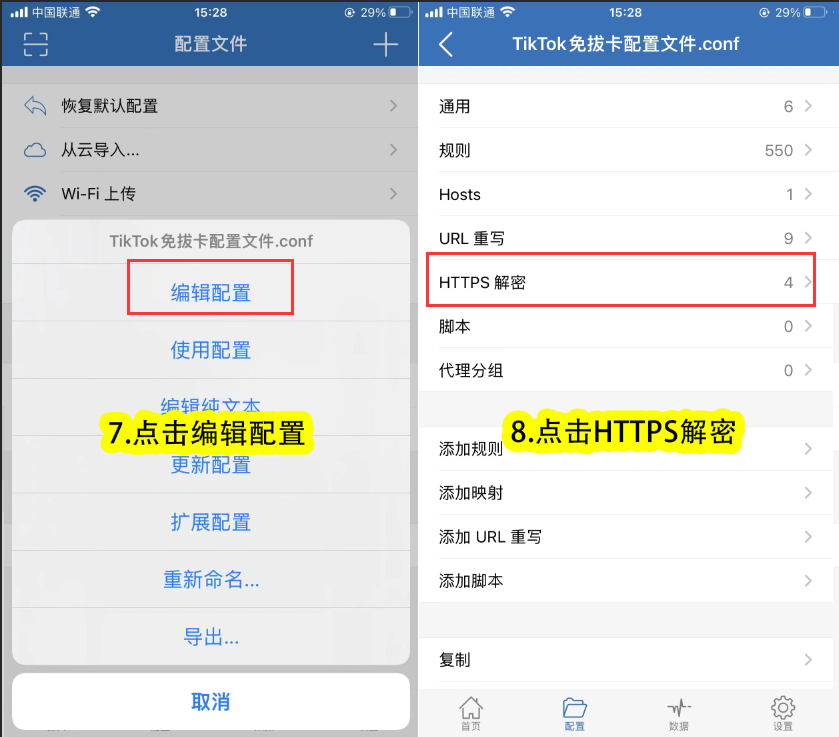 中国联通 15:28 29%
配置文件
恢复默认配置
从云导入...
Wi-Fi 上传
TikTok免拔卡配置文件.conf
编辑配置
使用配置
编辑纯文本
7.点击编辑配置
更新配置
扩展配置
重新命名...
导出...
取消
中国联通 15:28 29%
TikTok免拔卡配置文件.conf
通用 6
规则 550
Hosts 1
URL 重写 9
HTTPS 解密 4
脚本 0
代理分组 0
8.点击HTTPS解密
添加规则
添加映射
添加 URL 重写
添加脚本
复制
首页 配置 数据 设置